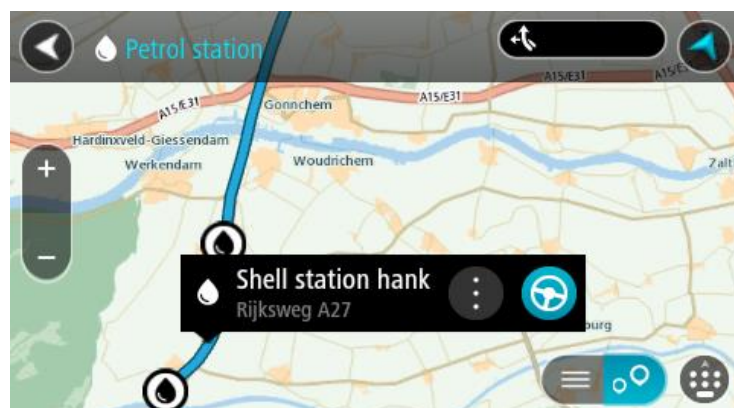 Petrol station
A15/E31
A15/E31
A15/E31
Gonnchem
Hardinxveld-Giessendam
Werkendam
Woudrichem
Zalt
Shell station hank
Rijksweg A27
burg